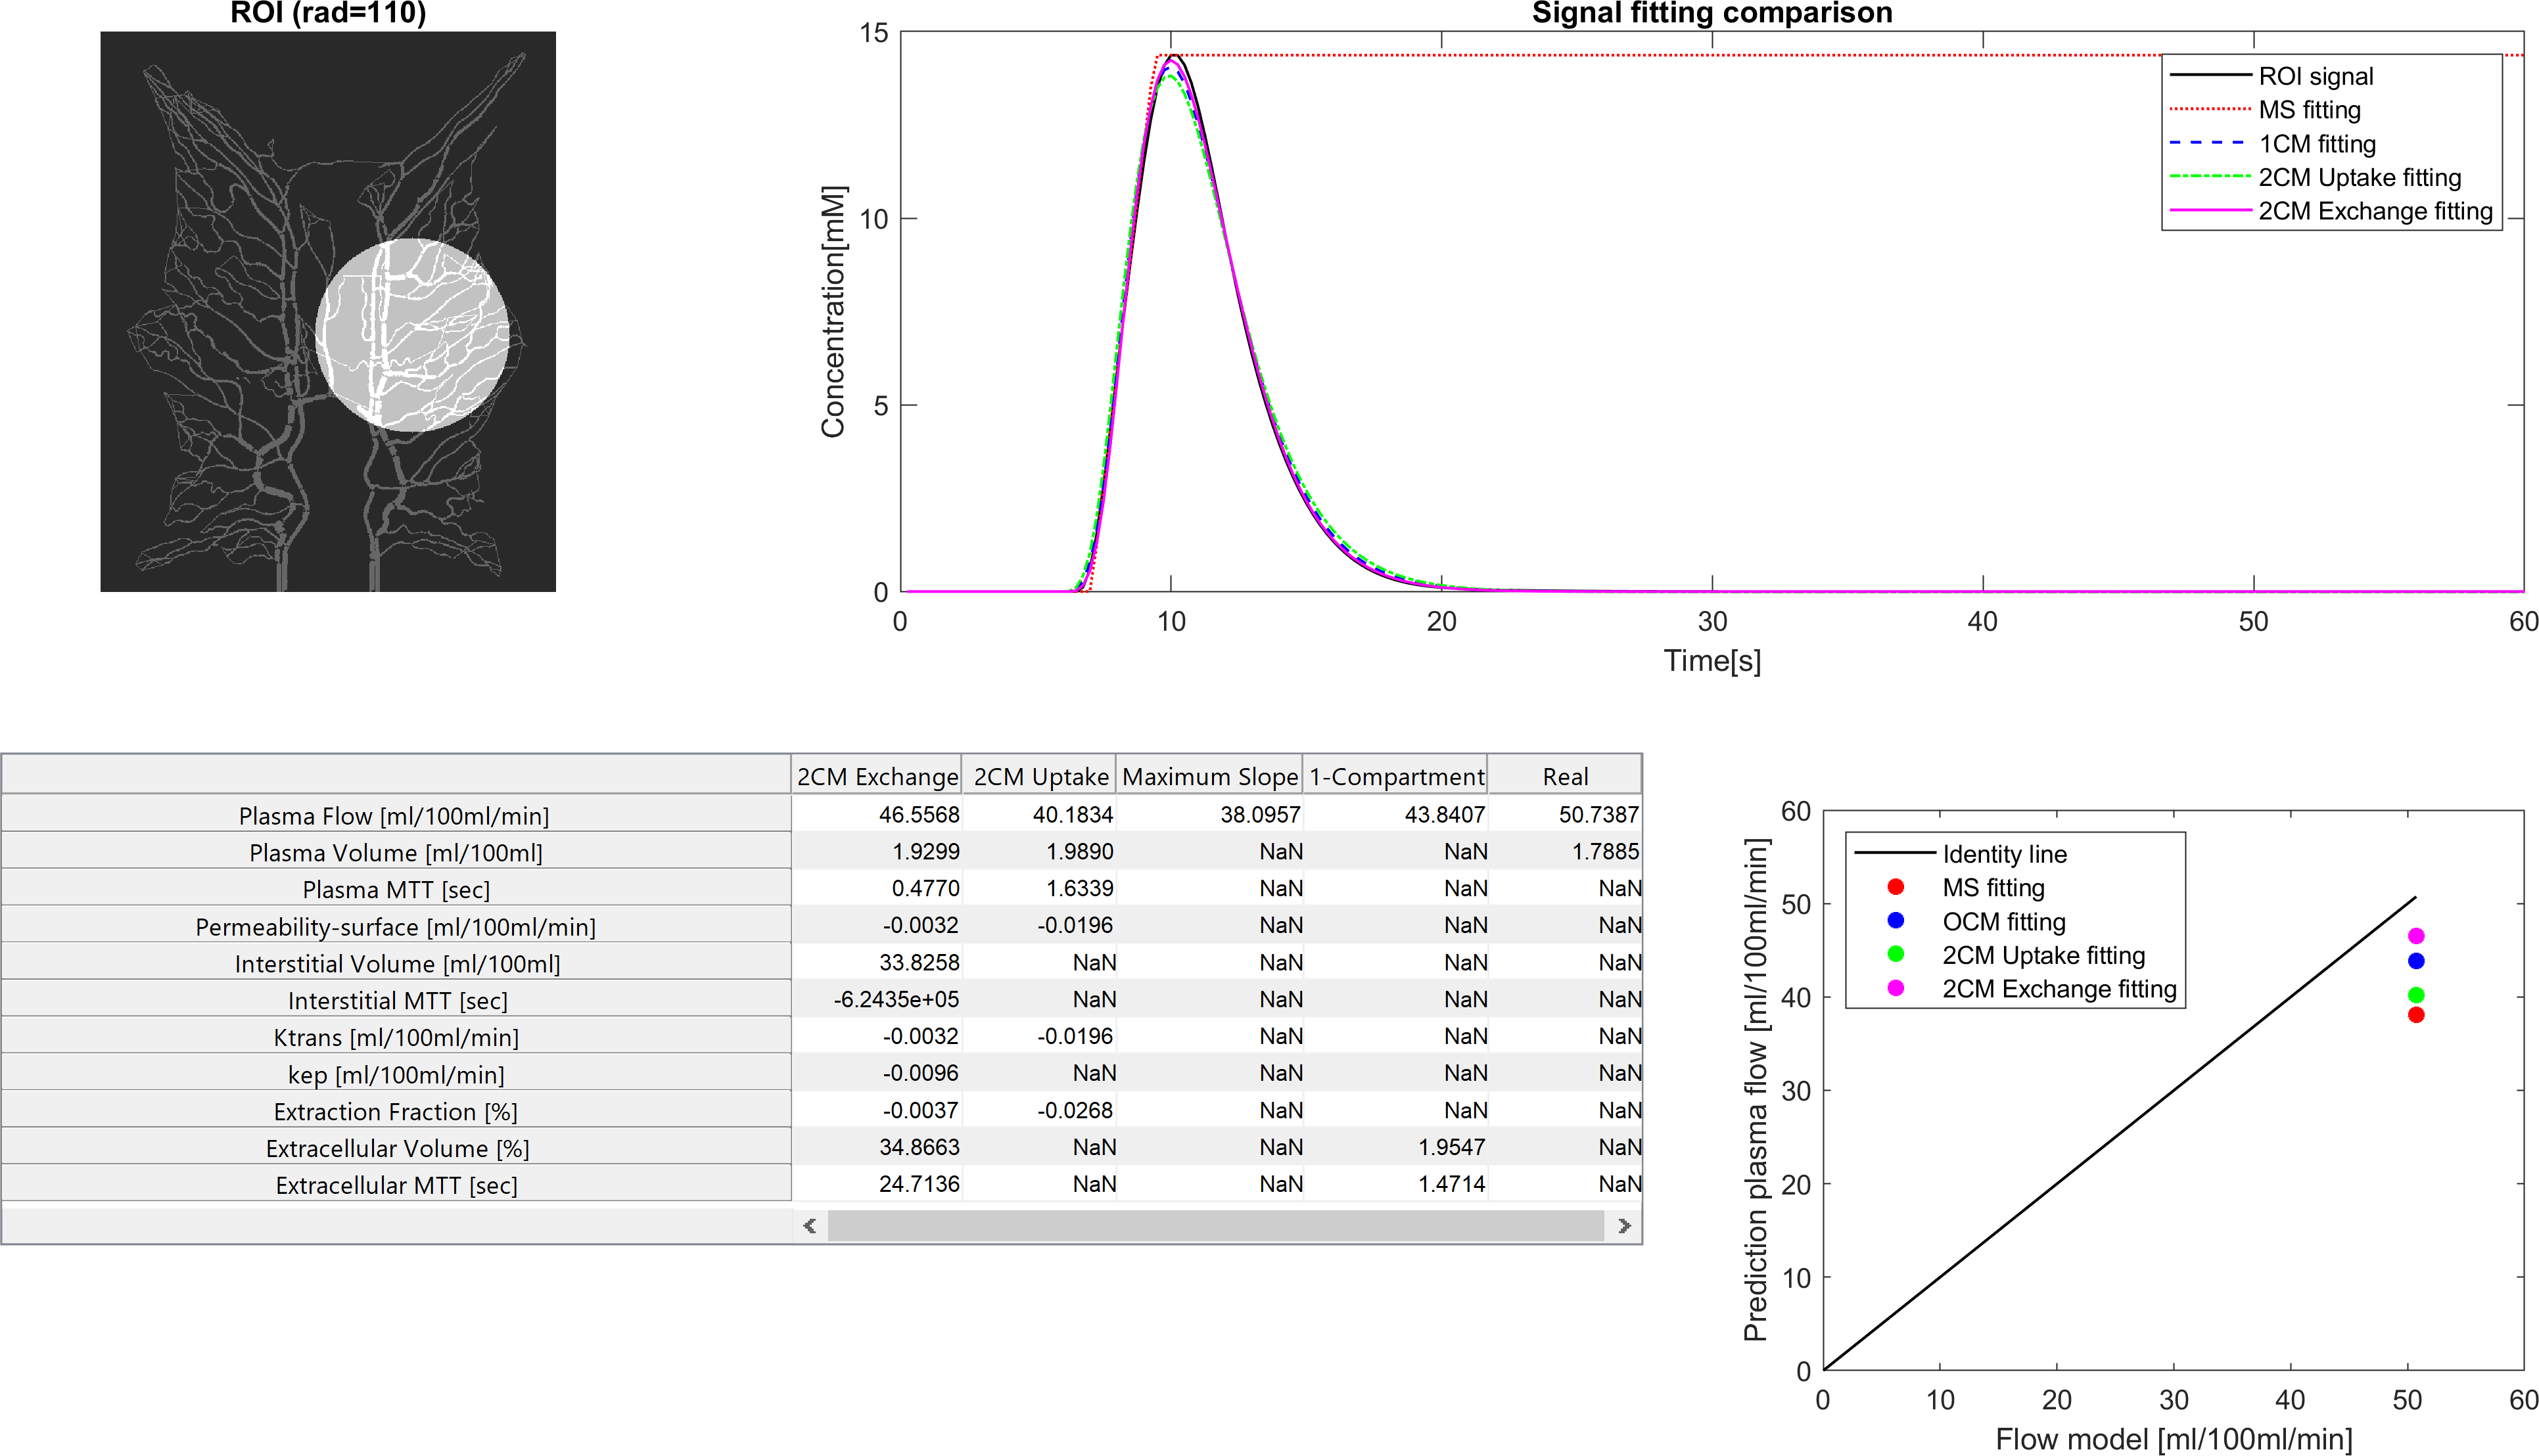 ROI (rad=110)
Signal fitting comparison
15
10
5
0
Concentration[mM]
0 10 20 30 40 50 60
Time[s]
ROI signal
MS fitting
1CM fitting
2CM Uptake fitting
2CM Exchange fitting
2CM Exchange 2CM Uptake Maximum Slope 1-Compartment Real
Plasma Flow [ml/100ml/min] 46.5568 40.1834 38.0957 43.8407 50.7387
Plasma Volume [ml/100ml] 1.9299 1.9890 NaN NaN 1.7885
Plasma MTT [sec] 0.4770 1.6339 NaN NaN NaN
Permeability-surface [ml/100ml/min] -0.0032 -0.0196 NaN NaN NaN
Interstitial Volume [ml/100ml] 33.8258 NaN NaN NaN NaN
Interstitial MTT [sec] -6.2435e+05 NaN NaN NaN NaN
Ktrans [ml/100ml/min] -0.0032 -0.0196 NaN NaN NaN
kep [ml/100ml/min] -0.0096 NaN NaN NaN NaN
Extraction Fraction [%] -0.0037 -0.0268 NaN NaN NaN
Extracellular Volume [%] 34.8663 NaN NaN 1.9547 NaN
Extracellular MTT [sec] 24.7136 NaN NaN 1.4714 NaN
60
50
40
30
20
10
0
Prediction plasma flow [ml/100ml/min]
Identity line
MS fitting
OCM fitting
2CM Uptake fitting
2CM Exchange fitting
0 10 20 30 40 50 60
Flow model [ml/100ml/min]